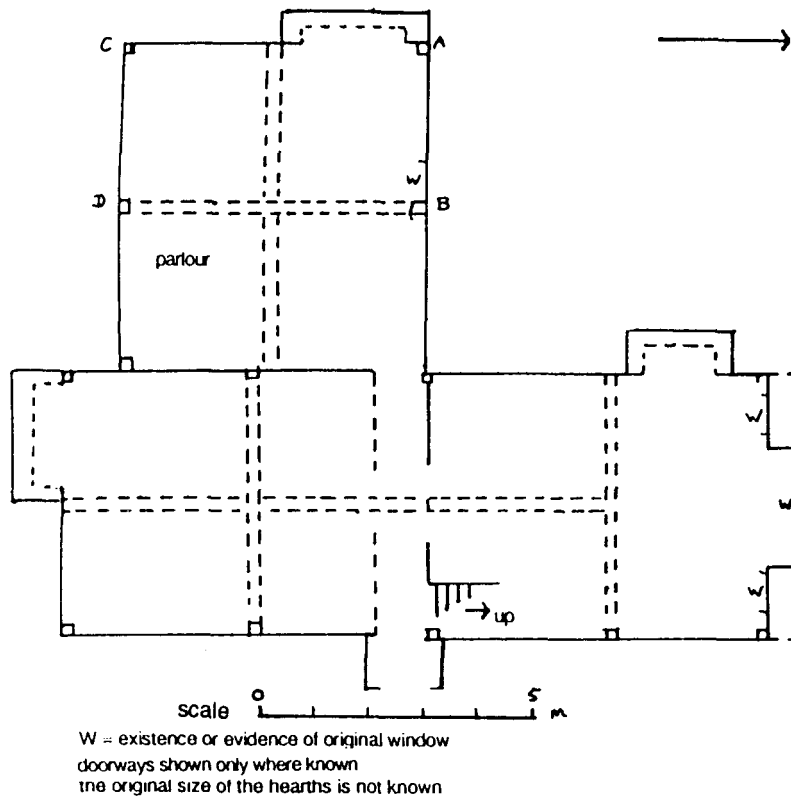 C A
W
D B
parlour
W
W
W
up
0 5
scale m
W = existence or evidence of original window
doorways shown only where known
the original size of the hearths is not known